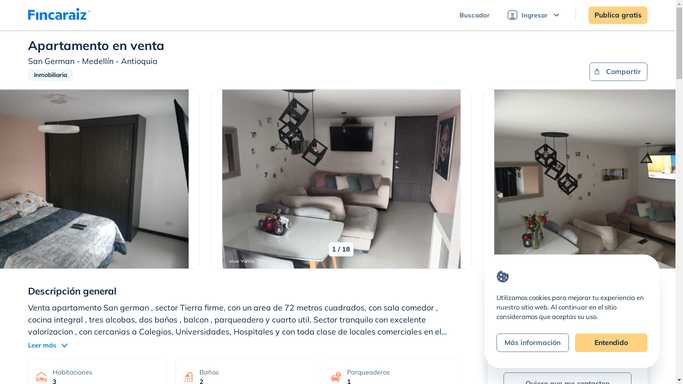 Fincaraiz
Buscador
Ingresar
Publica gratis
Apartamento en venta
San German - Medellín - Antioquia
Inmobiliaria
Compartir
1 / 18
Descripción general
Venta apartamento San german , sector Tierra firme, con un area de 72 metros cuadrados, con sala comedor ,
cocina integral , tres alcobas, dos baños , balcon , parqueadero y cuarto util. Sector tranquilo con excelente
valorizacion , con cercanias a Colegios, Universidades, Hospitales y con toda clase de locales comerciales en el...
Leer más
Habitaciones
3
Baños
2
Parqueaderos
1
Utilizamos cookies para mejorar tu experiencia en
nuestro sitio web. Al continuar en el sitio
consideramos que aceptas su uso.
Más información
Entendido
Quiero que me contacten